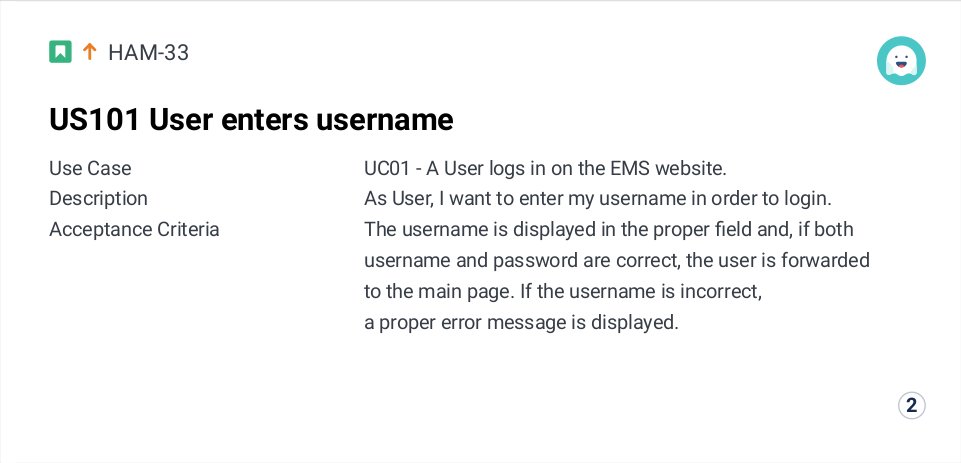 HAM-33
US101 User enters username
Use Case UC01 - A User logs in on the EMS website.
Description As User, I want to enter my username in order to login.
Acceptance Criteria The username is displayed in the proper field and, if both
username and password are correct, the user is forwarded
to the main page. If the username is incorrect,
a proper error message is displayed.
2